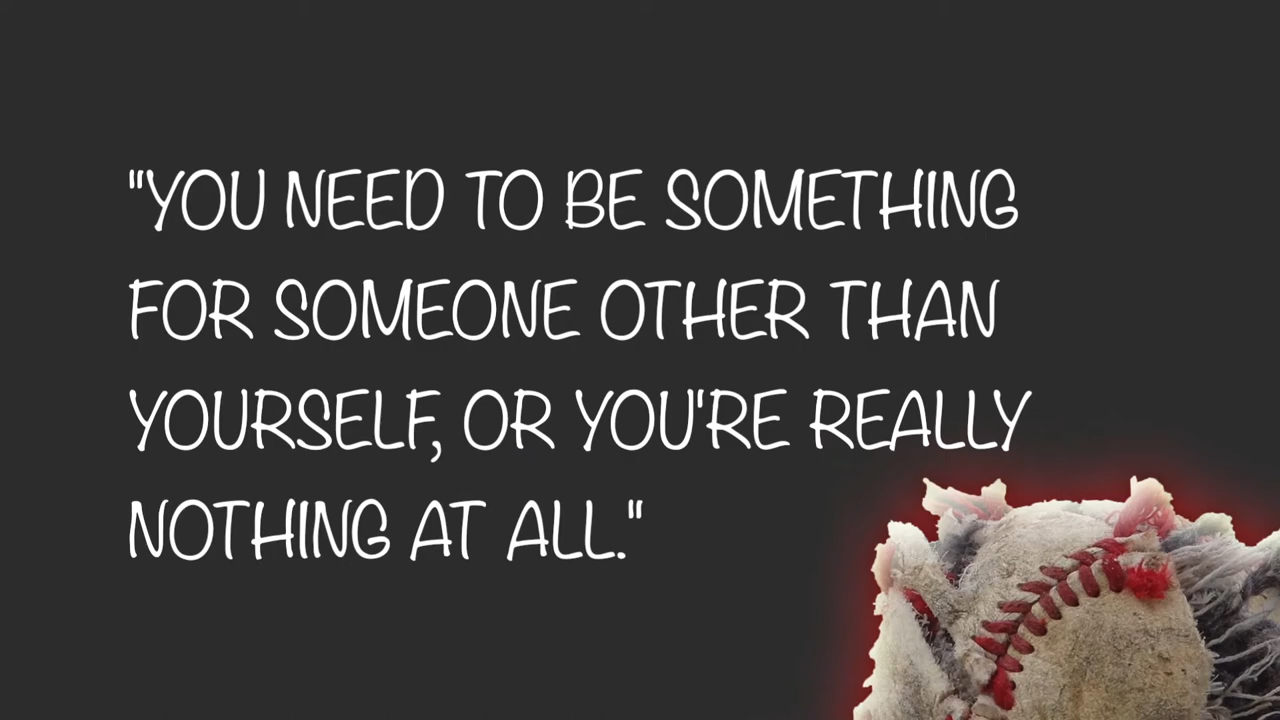 "YOU NEED TO BE SOMETHING
FOR SOMEONE OTHER THAN
YOURSELF, OR YOU'RE REALLY
NOTHING AT ALL."